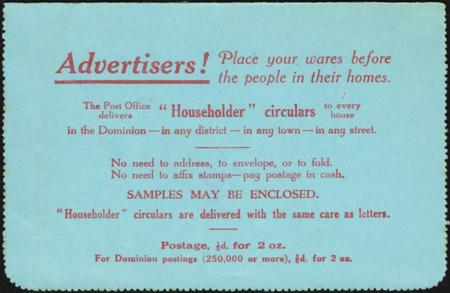 Advertisers! Place your wares before
the people in their homes.
The Post Office delivers "Householder" circulars to every house
in the Dominion — in any district — in any town — in any street.
No need to address, to envelope, or to fold.
No need to affix stamps—pay postage in cash.
SAMPLES MAY BE ENCLOSED.
"Householder" circulars are delivered with the same care as letters.
Postage, ½d. for 2 oz.
For Dominion postings (250,000 or more), ⅜d. for 2 oz.